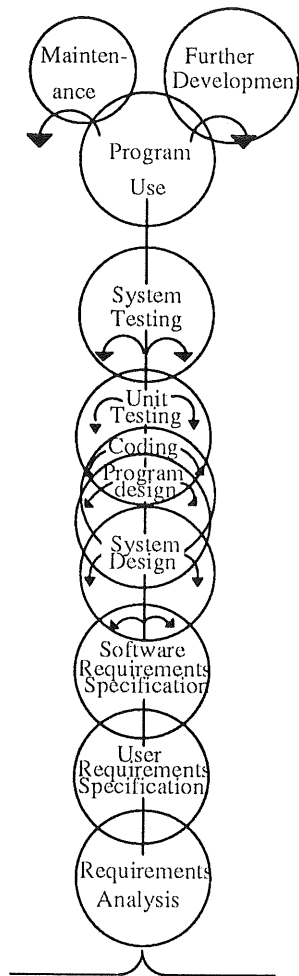 Mainten-
ance
Further
Developmen
Program
Use
System
Testing
Unit
Testing
Coding
Program
design
System
Design
Software
Requirements
Specification
User
Requirements
Specification
Requirements
Analysis